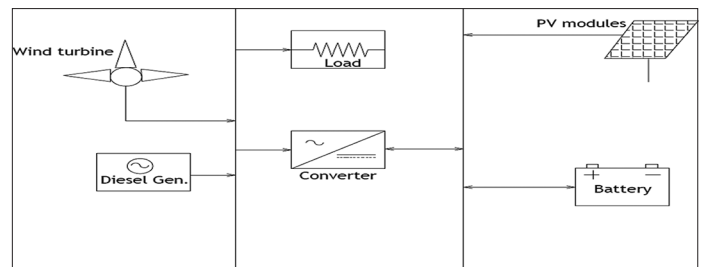 Wind turbine
Load
PV modules
Diesel Gen.
Converter
Battery